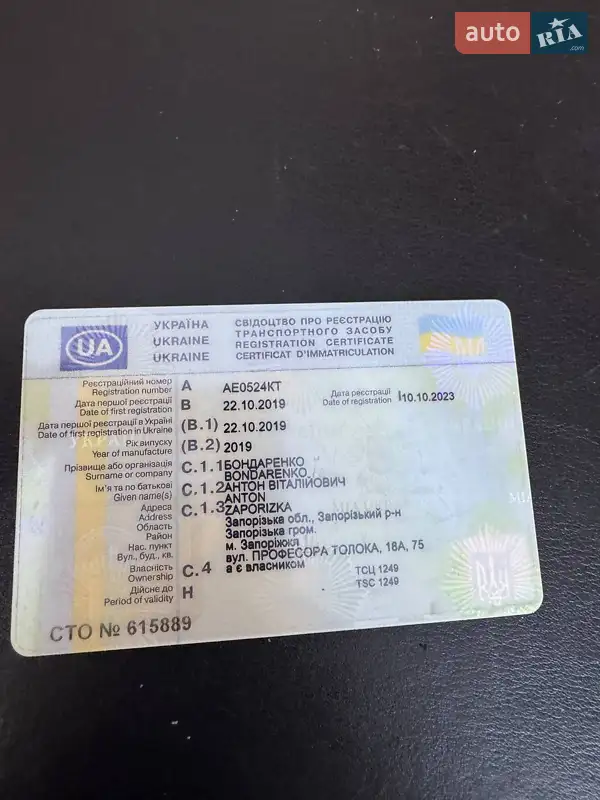 auto RIA .com
УКРАЇНА СВІДОЦТВО ПРО РЕЄСТРАЦІЮ
ТРАНСПОРТНОГО ЗАСОБУ
UKRAINE REGISTRATION CERTIFICATE
UKRAINE CERTIFICAT D'IMMATRICULATION
UA
Реєстраційний номер A AE0524KT
Registration number
Дата реєстрації 10.10.2023
Date of registration
Дата першої реєстрації B 22.10.2019
Date of first registration
Дата першої реєстрації в Україні (B.1) 22.10.2019
Date of first registration in Ukraine
Рік випуску (B.2) 2019
Year of manufacture
Прізвище або організація C.1.1 БОНДАРЕНКО
Surname or company BONDARENKO
Ім'я та по батькові C.1.2 АНТОН ВІТАЛІЙОВИЧ
Given name(s) ANTON
Адреса C.1.3 ZAPORIZKA
Address Запорізька обл., Запорізький р-н
Область Запорізька гром.
Район м. Запоріжжя
Нас. пункт вул. ПРОФЕСОРА ТОЛОКА, 16А, 75
Вул., буд., кв.
Власність C.4 а є власником ТСЦ 1249
Ownership TSC 1249
Дійсне до H
Period of validity
СТО № 615889